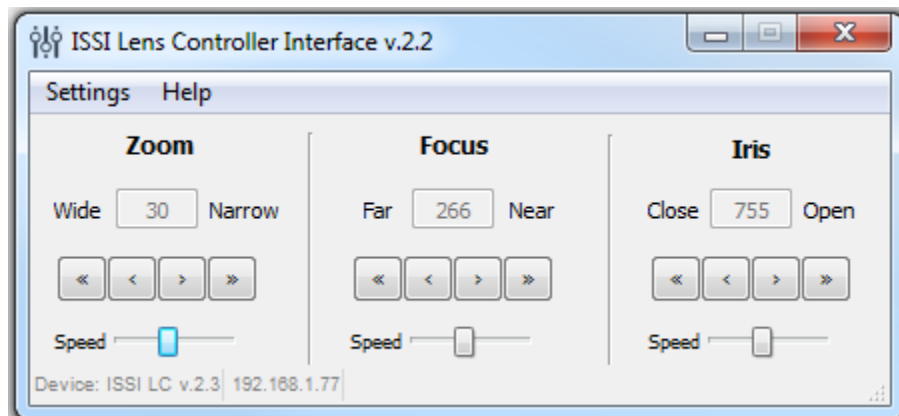 ISSI Lens Controller Interface v.2.2
Settings Help
Zoom Focus Iris
Wide 30 Narrow Far 266 Near Close 755 Open
« < > » « < > » « < > »
Speed Speed Speed
Device: ISSI LC v.2.3 192.168.1.77